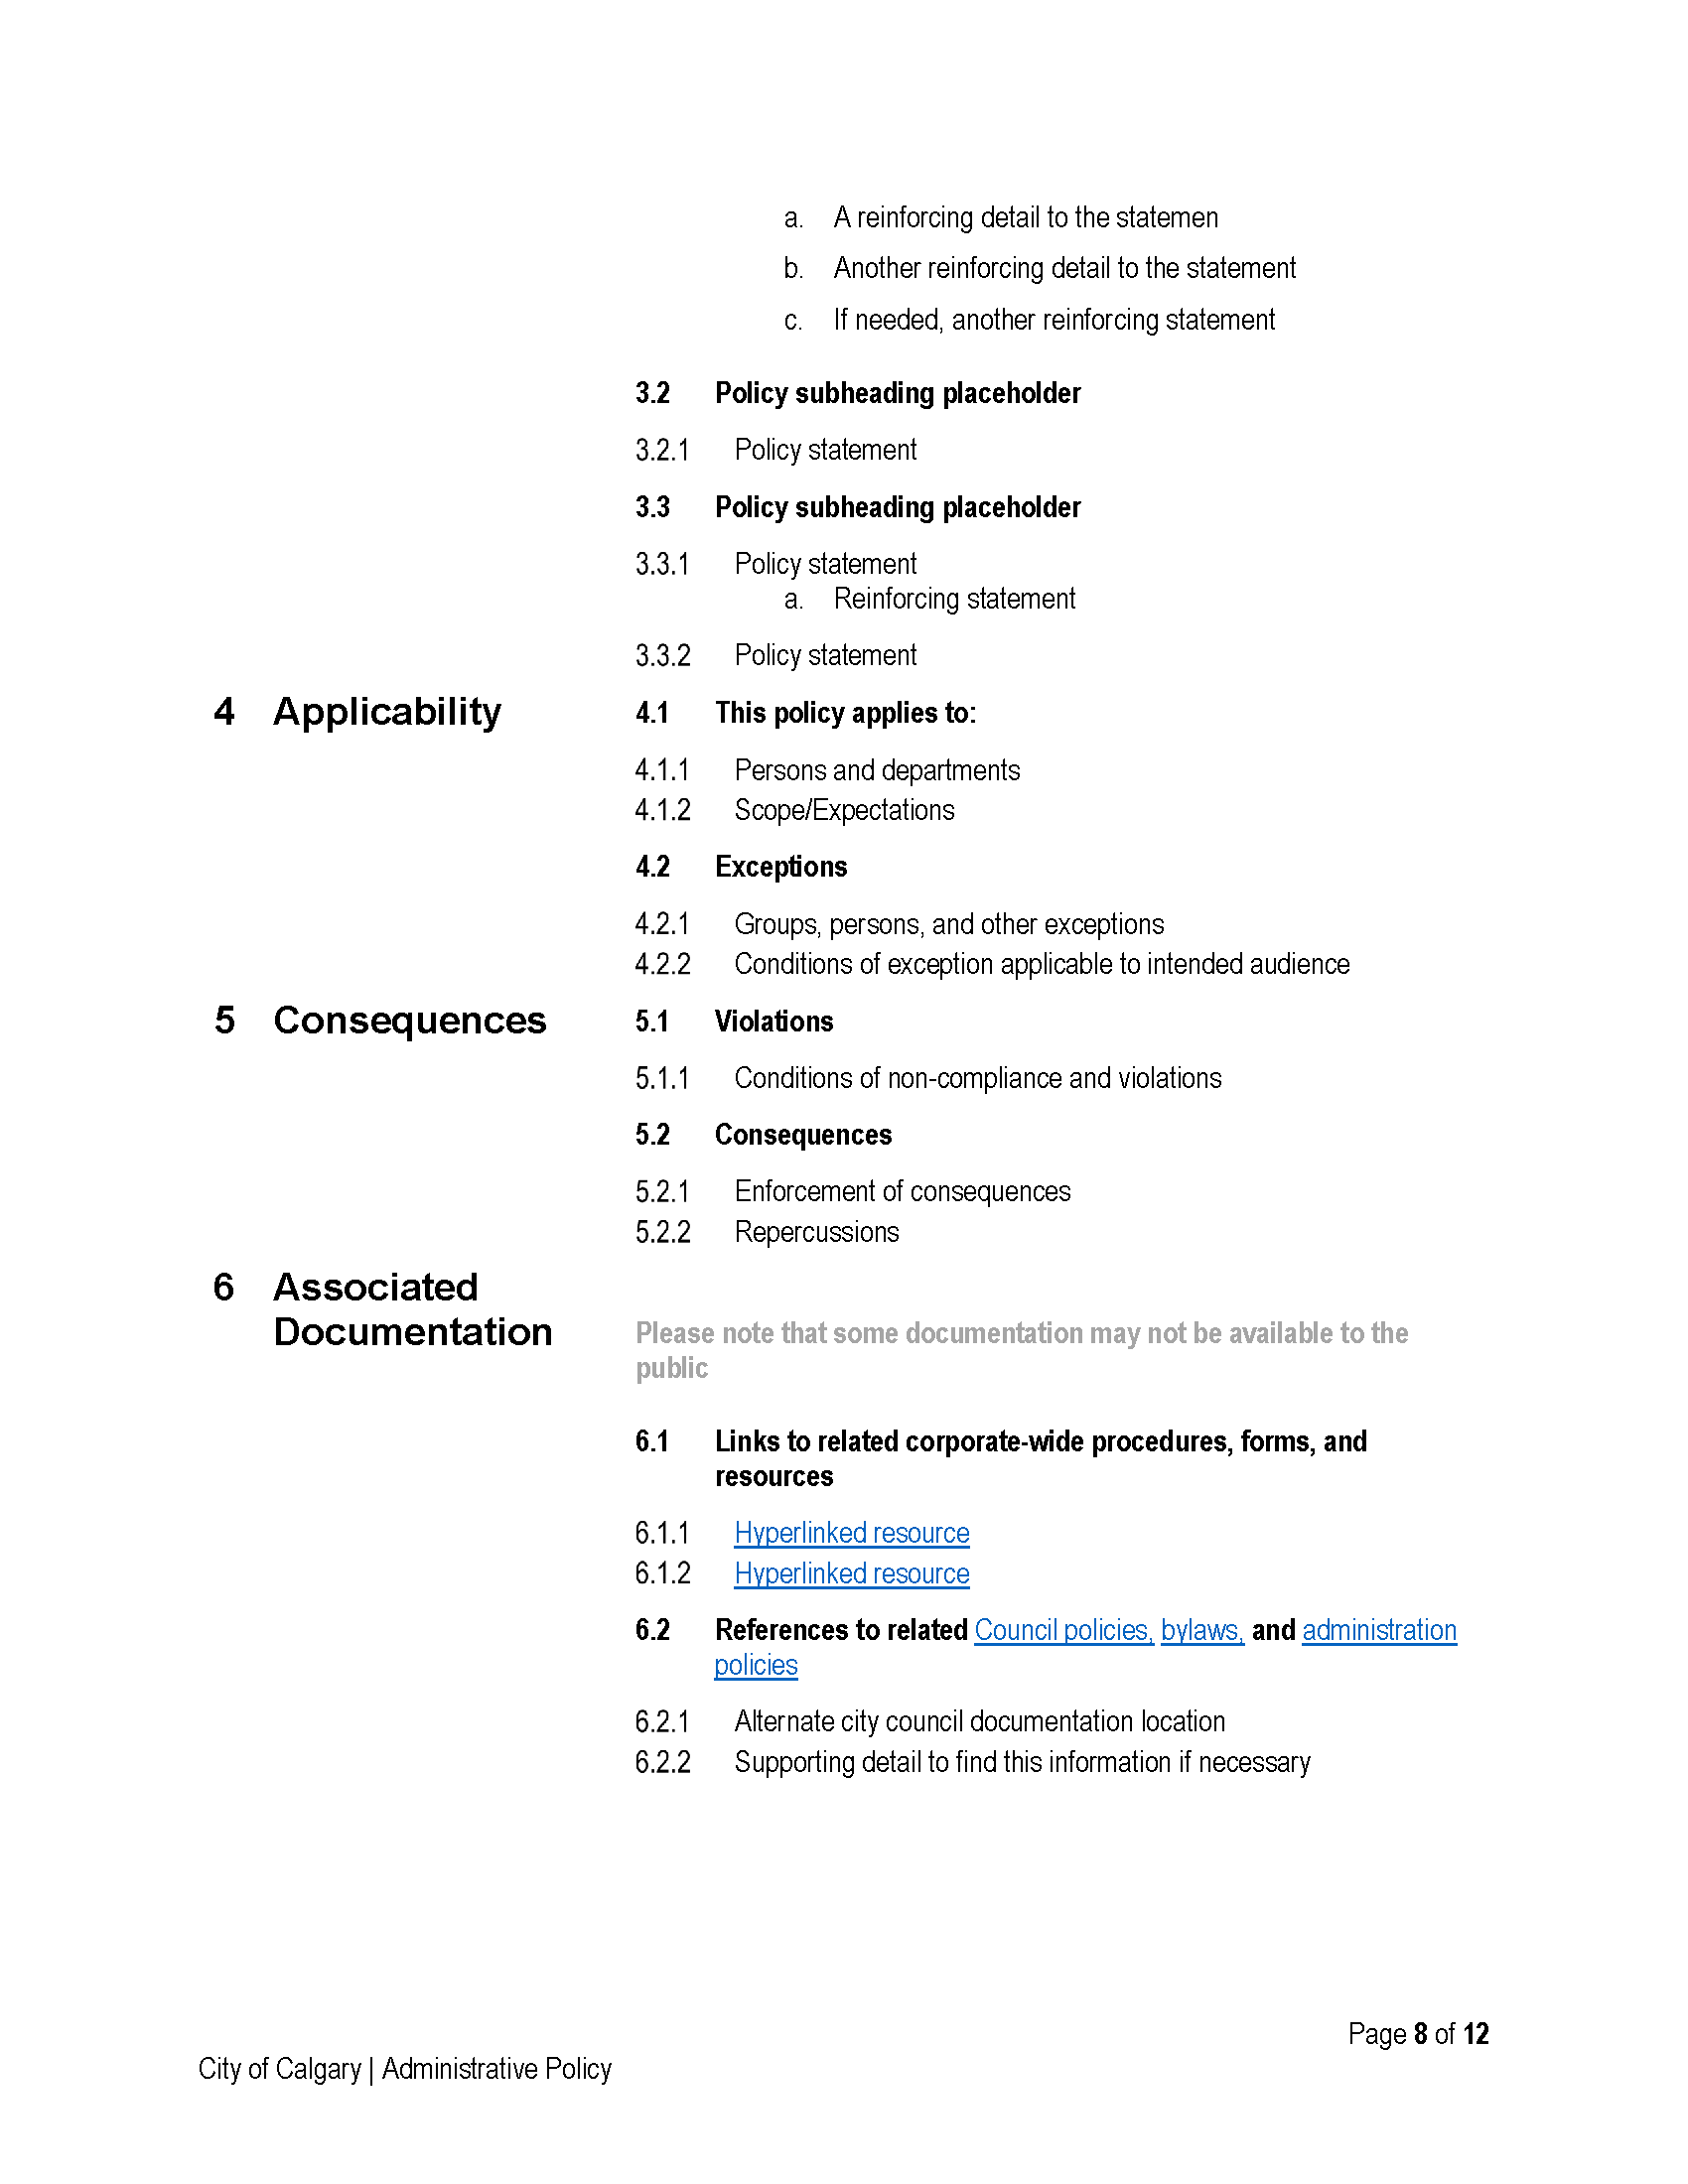 a. A reinforcing detail to the statemen
b. Another reinforcing detail to the statement
c. If needed, another reinforcing statement
3.2 Policy subheading placeholder
3.2.1 Policy statement
3.3 Policy subheading placeholder
3.3.1 Policy statement
a. Reinforcing statement
3.3.2 Policy statement
4 Applicability
4.1 This policy applies to:
4.1.1 Persons and departments
4.1.2 Scope/Expectations
4.2 Exceptions
4.2.1 Groups, persons, and other exceptions
4.2.2 Conditions of exception applicable to intended audience
5 Consequences
5.1 Violations
5.1.1 Conditions of non-compliance and violations
5.2 Consequences
5.2.1 Enforcement of consequences
5.2.2 Repercussions
6 Associated
Documentation
Please note that some documentation may not be available to the
public
6.1 Links to related corporate-wide procedures, forms, and
resources
6.1.1 Hyperlinked resource
6.1.2 Hyperlinked resource
6.2 References to related Council policies, bylaws, and administration
policies
6.2.1 Alternate city council documentation location
6.2.2 Supporting detail to find this information if necessary
Page 8 of 12
City of Calgary | Administrative Policy